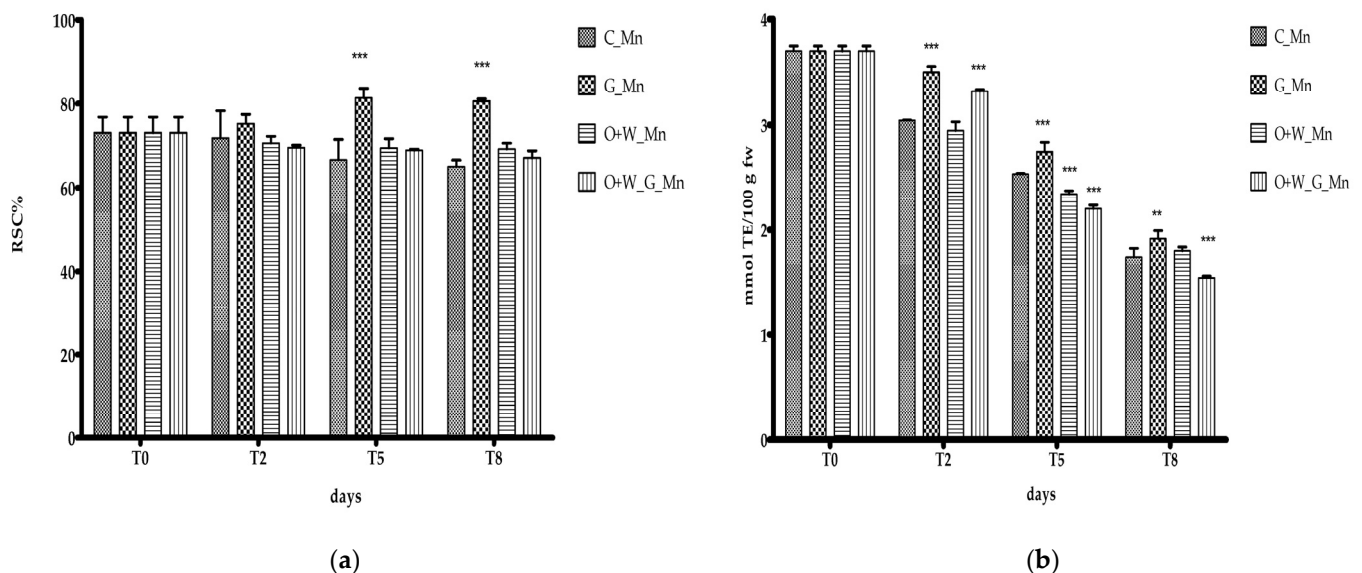 100
80
60
40
20
0
RSC%
***
***
T0
T2
T5
T8
days
C_Mn
G_Mn
O+W_Mn
O+W_G_Mn
(a)
4
3
2
1
0
mmol TE/100 g fw
***
***
***
***
***
**
***
T0
T2
T5
T8
days
C_Mn
G_Mn
O+W_Mn
O+W_G_Mn
(b)